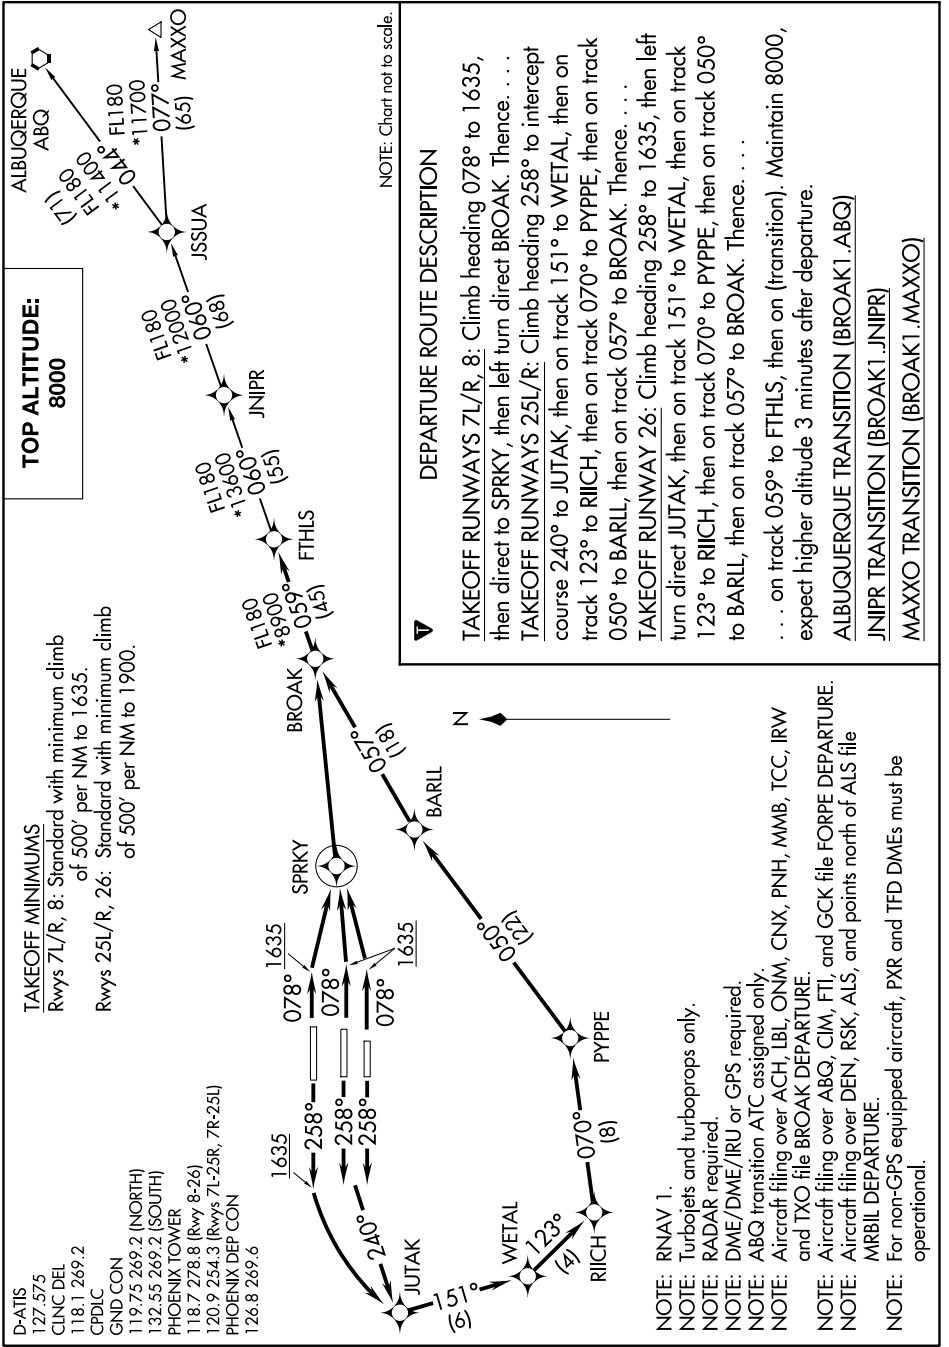 D-ATIS
127.575
CLNC DEL
118.1 269.2
CPDLC
GND CON
119.75 269.2 (NORTH)
132.55 269.2 (SOUTH)
PHOENIX TOWER
118.7 278.8 (Rwy 8-26)
120.9 254.3 (Rwys 7L-25R, 7R-25L)
PHOENIX DEP CON
126.8 269.6
TAKEOFF MINIMUMS
Rwys 7L/R, 8: Standard with minimum climb
of 500' per NM to 1635.
Rwys 25L/R, 26: Standard with minimum climb
of 500' per NM to 1900.
TOP ALTITUDE:
8000
ALBUQERQUE
ABQ
(71)
FL180
*11400
044°
FL180
*11700
077°
(65)
MAXXO
JSSUA
FL180
*12000
060°
(68)
JNIPR
FL180
*13600
060°
(55)
FTHLS
FL180
*8900
059°
(45)
BROAK
SPRKY
1635
078°
078°
078°
1635
1635
258°
258°
258°
240°
JUTAK
151°
(6)
WETAL
123°
(4)
RIICH
070°
(8)
PYPPE
050°
(22)
BARLL
057°
(18)
N
NOTE: Chart not to scale.
NOTE: RNAV 1.
NOTE: Turbojets and turboprops only.
NOTE: RADAR required.
NOTE: DME/DME/IRU or GPS required.
NOTE: ABQ transition ATC assigned only.
NOTE: Aircraft filing over ACH, LBL, ONM, CNX, PNH, MMB, TCC, IRW
and TXO file BROAK DEPARTURE.
NOTE: Aircraft filing over ABQ, CIM, FTI, and GCK file FORPE DEPARTURE.
NOTE: Aircraft filing over DEN, RSK, ALS, and points north of ALS file
MRBIL DEPARTURE.
NOTE: For non-GPS equipped aircraft, PXR and TFD DMEs must be
operational.
T
DEPARTURE ROUTE DESCRIPTION
TAKEOFF RUNWAYS 7L/R, 8: Climb heading 078° to 1635,
then direct to SPRKY, then left turn direct BROAK. Thence. . . .
TAKEOFF RUNWAYS 25L/R: Climb heading 258° to intercept
course 240° to JUTAK, then on track 151° to WETAL, then on
track 123° to RIICH, then on track 070° to PYPPE, then on track
050° to BARLL, then on track 057° to BROAK. Thence. . . .
TAKEOFF RUNWAY 26: Climb heading 258° to 1635, then left
turn direct JUTAK, then on track 151° to WETAL, then on track
123° to RIICH, then on track 070° to PYPPE, then on track 050°
to BARLL, then on track 057° to BROAK. Thence. . . .
. . . on track 059° to FTHLS, then on (transition). Maintain 8000,
expect higher altitude 3 minutes after departure.
ALBUQUERQUE TRANSITION (BROAK1.ABQ)
JNIPR TRANSITION (BROAK1.JNIPR)
MAXXO TRANSITION (BROAK1.MAXXO)